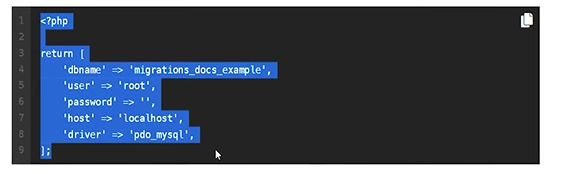 1 <?php
2
3 return [
4 'dbname' => 'migrations_docs_example',
5 'user' => 'root',
6 'password' => '',
7 'host' => 'localhost',
8 'driver' => 'pdo_mysql',
9 ];